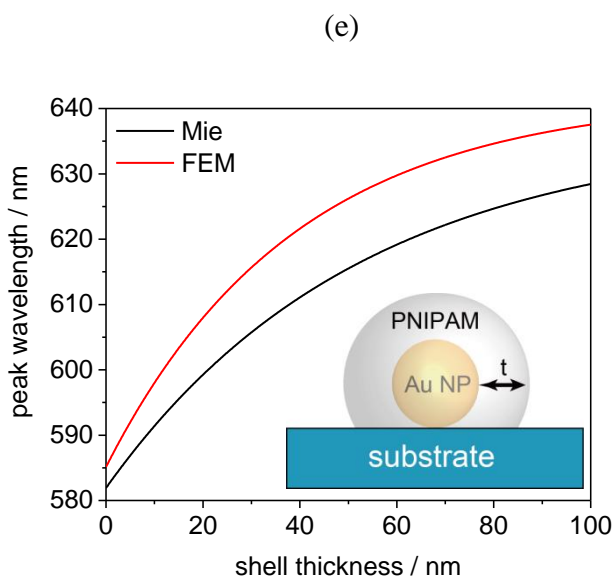 (e)
640
630
620
610
600
590
580
peak wavelength / nm
Mie
FEM
PNIPAM
t
Au NP
substrate
0
20
40
60
80
100
shell thickness / nm